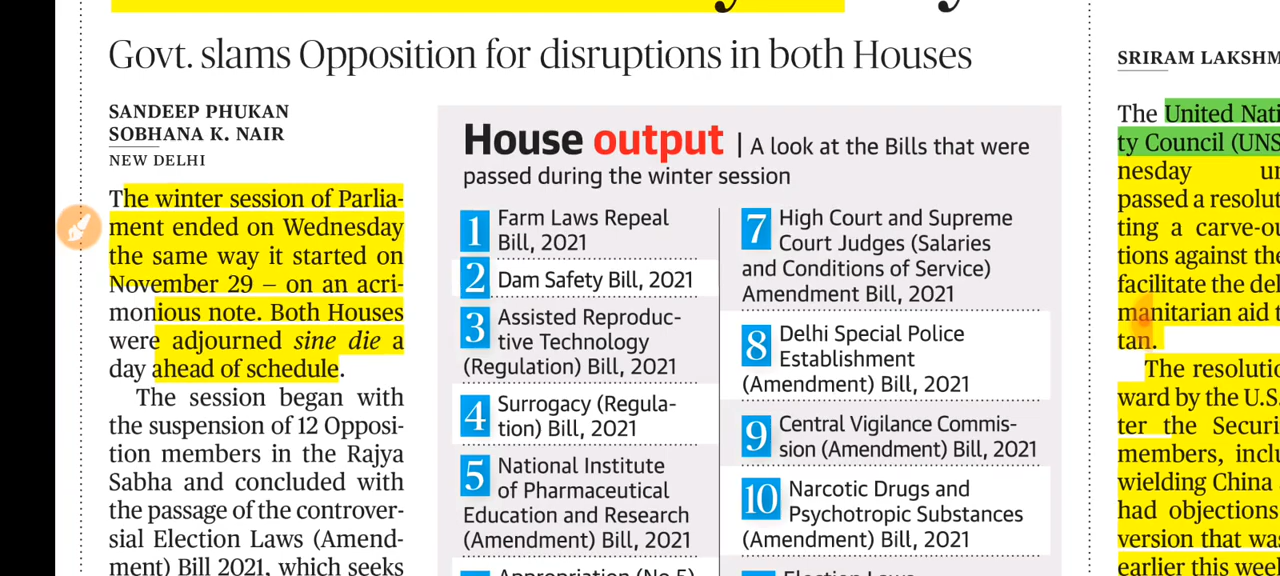 Govt. slams Opposition for disruptions in both Houses
SANDEEP PHUKAN
SOBHANA K. NAIR
NEW DELHI
The winter session of Parlia-
ment ended on Wednesday
the same way it started on
November 29 – on an acri-
monious note. Both Houses
were adjourned sine die a
day ahead of schedule.
The session began with
the suspension of 12 Opposi-
tion members in the Rajya
Sabha and concluded with
the passage of the controver-
sial Election Laws (Amend-
ment) Bill 2021, which seeks
House output | A look at the Bills that were
passed during the winter session
1 Farm Laws Repeal
Bill, 2021
2 Dam Safety Bill, 2021
3 Assisted Reproduc-
tive Technology
(Regulation) Bill, 2021
4 Surrogacy (Regula-
tion) Bill, 2021
5 National Institute
of Pharmaceutical
Education and Research
(Amendment) Bill, 2021
Appropriation (No 5)
7 High Court and Supreme
Court Judges (Salaries
and Conditions of Service)
Amendment Bill, 2021
8 Delhi Special Police
Establishment
(Amendment) Bill, 2021
9 Central Vigilance Commis-
sion (Amendment) Bill, 2021
10 Narcotic Drugs and
Psychotropic Substances
(Amendment) Bill, 2021
Election Laws
SRIRAM LAKSHM
The United Nati
ty Council (UNS
nesday un
passed a resolut
ting a carve-ou
tions against the
facilitate the del
manitarian aid t
tan.
The resolutio
ward by the U.S.
ter the Securi
members, inclu
wielding China
had objections
version that was
earlier this week